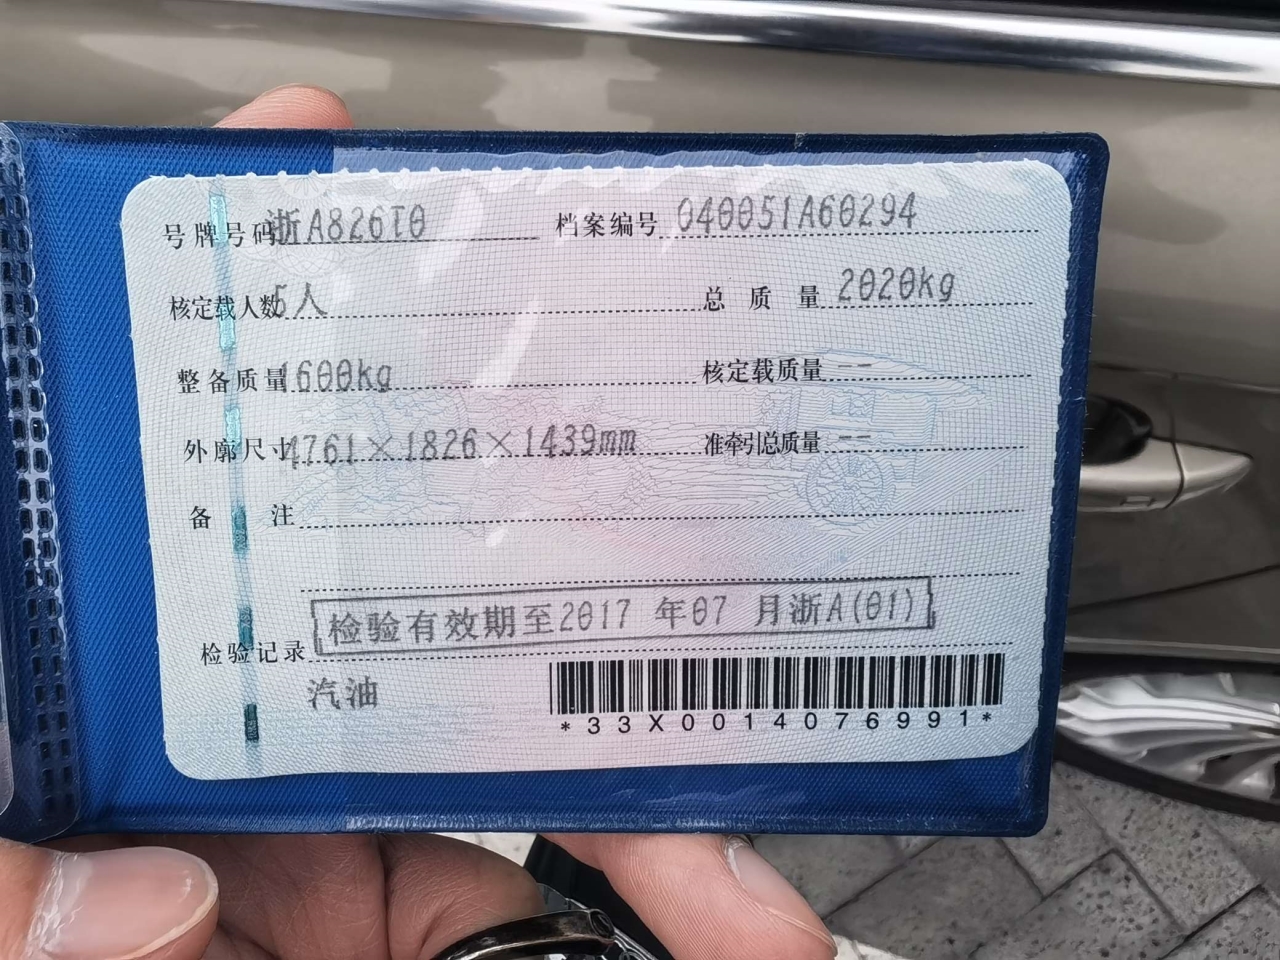 号牌号码 浙A826T0 档案编号 040051A60294
核定载人数 5人 总质量 2020kg
整备质量 1600kg 核定载质量 --
外廓尺寸 4761×1826×1439mm 准牵引总质量 --
备注
检验记录 检验有效期至2017 年07 月浙A(01)
汽油
*33X0014076991*